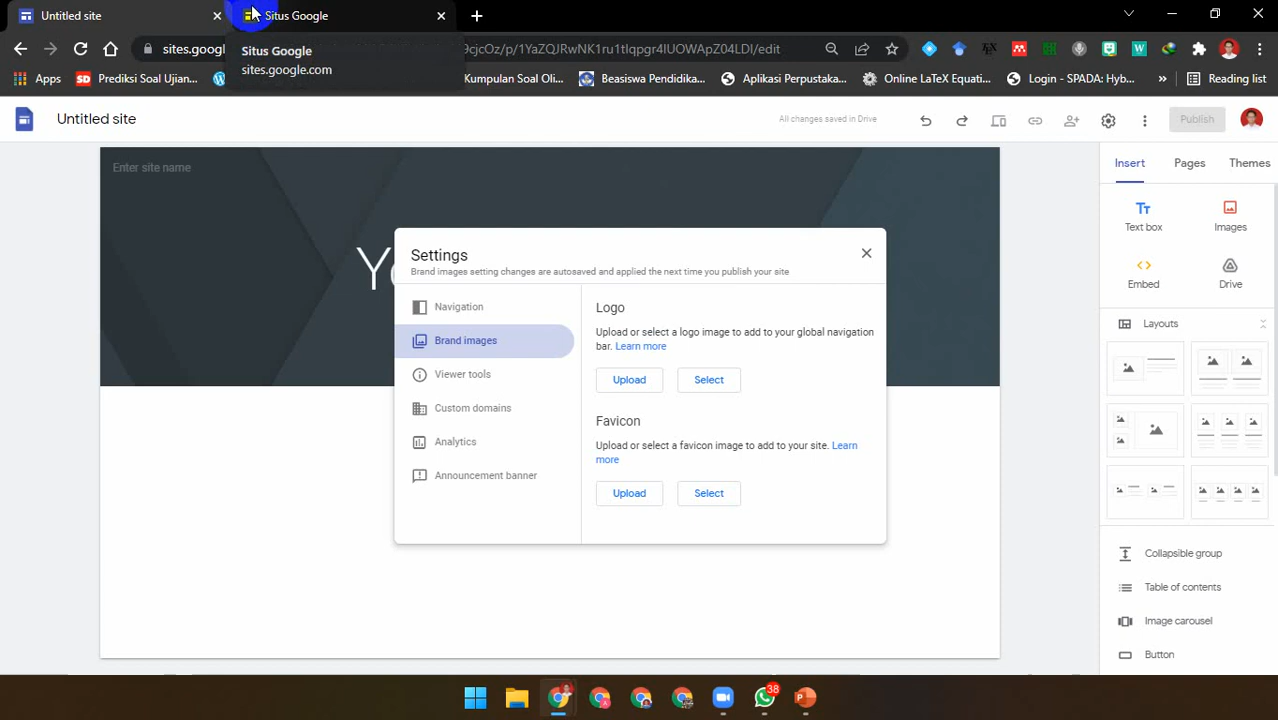 Untitled site
Situs Google
Situs Google
sites.google.com
sites.googl
/edit
Apps
Prediksi Soal Ujian...
Kumpulan Soal Oli...
Beasiswa Pendidika...
Aplikasi Perpustaka...
Online LaTeX Equati...
Login - SPADA: Hyb...
»
Reading list
Untitled site
All changes saved in Drive
Publish
Enter site name
Yo
Settings
Brand images setting changes are autosaved and applied the next time you publish your site
Navigation
Brand images
Viewer tools
Custom domains
Analytics
Announcement banner
Logo
Upload or select a logo image to add to your global navigation
bar. Learn more
Upload
Select
Favicon
Upload or select a favicon image to add to your site. Learn
more
Upload
Select
Insert
Pages
Themes
Text box
Images
Embed
Drive
Layouts
Collapsible group
Table of contents
Image carousel
Button
38